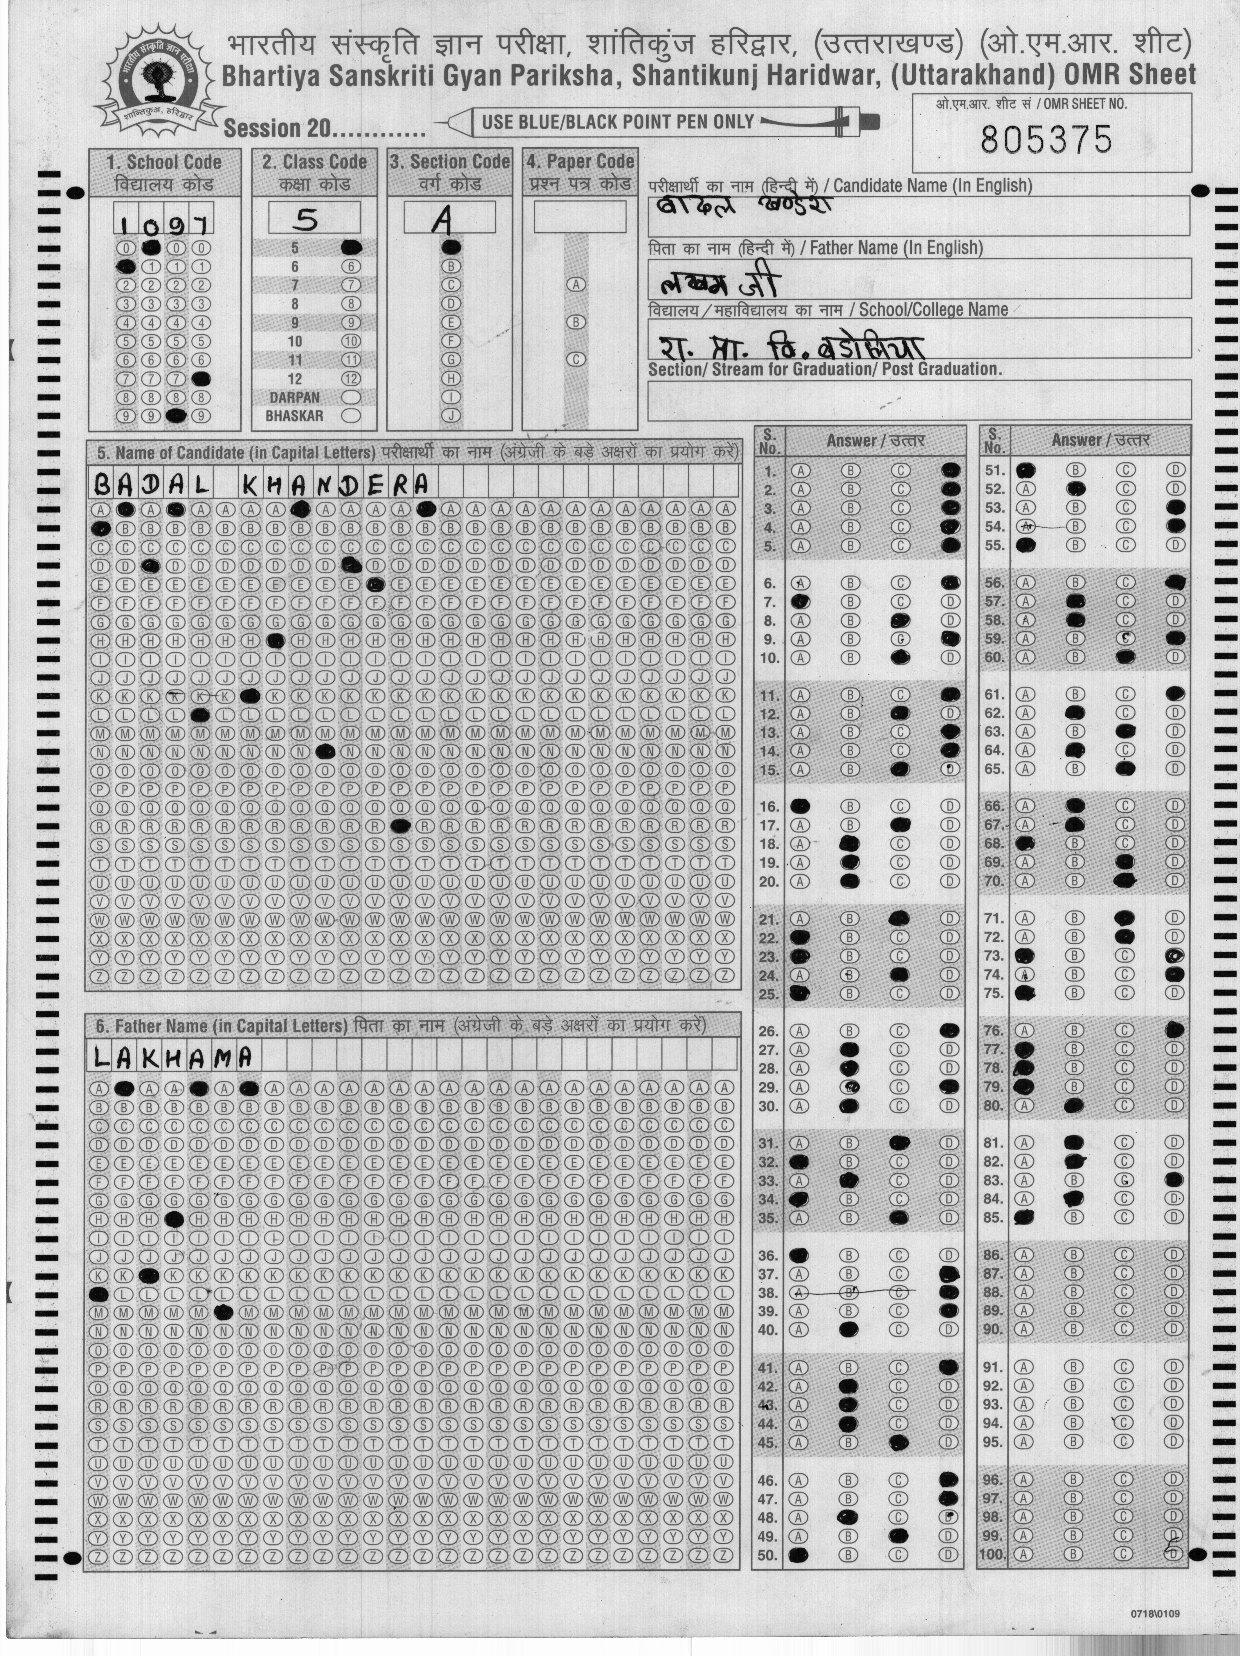 भारतीय संस्कृति ज्ञान परीक्षा, शांतिकुंज हरिद्वार, (उत्तराखण्ड) (ओ.एम.आर. शीट)
Bhartiya Sanskriti Gyan Pariksha, Shantikunj Haridwar, (Uttarakhand) OMR Sheet
Session 20............
USE BLUE/BLACK POINT PEN ONLY
ओ.एम.आर. शीट सं / OMR SHEET NO.
805375
1. School Code
विद्यालय कोड
1097
2. Class Code
कक्षा कोड
5
3. Section Code
वर्ग कोड
A
4. Paper Code
प्रश्न पत्र कोड
परीक्षार्थी का नाम (हिन्दी में) / Candidate Name (In English)
बादल खण्डेरा
पिता का नाम (हिन्दी में) / Father Name (In English)
लखम जी
विद्यालय / महाविद्यालय का नाम / School/College Name
रा. प्रा. वि. बडोलिया
Section/ Stream for Graduation/ Post Graduation.
5
6
7
8
9
10
11
12
DARPAN
BHASKAR
5. Name of Candidate (in Capital Letters) परीक्षार्थी का नाम (अंग्रेजी के बड़े अक्षरों का प्रयोग करें)
BADAL KHANDERA
6. Father Name (in Capital Letters) पिता का नाम (अंग्रेजी के बड़े अक्षरों का प्रयोग करें)
LAKHAMA
S. No. Answer / उत्तर
S. No. Answer / उत्तर
0718\0109